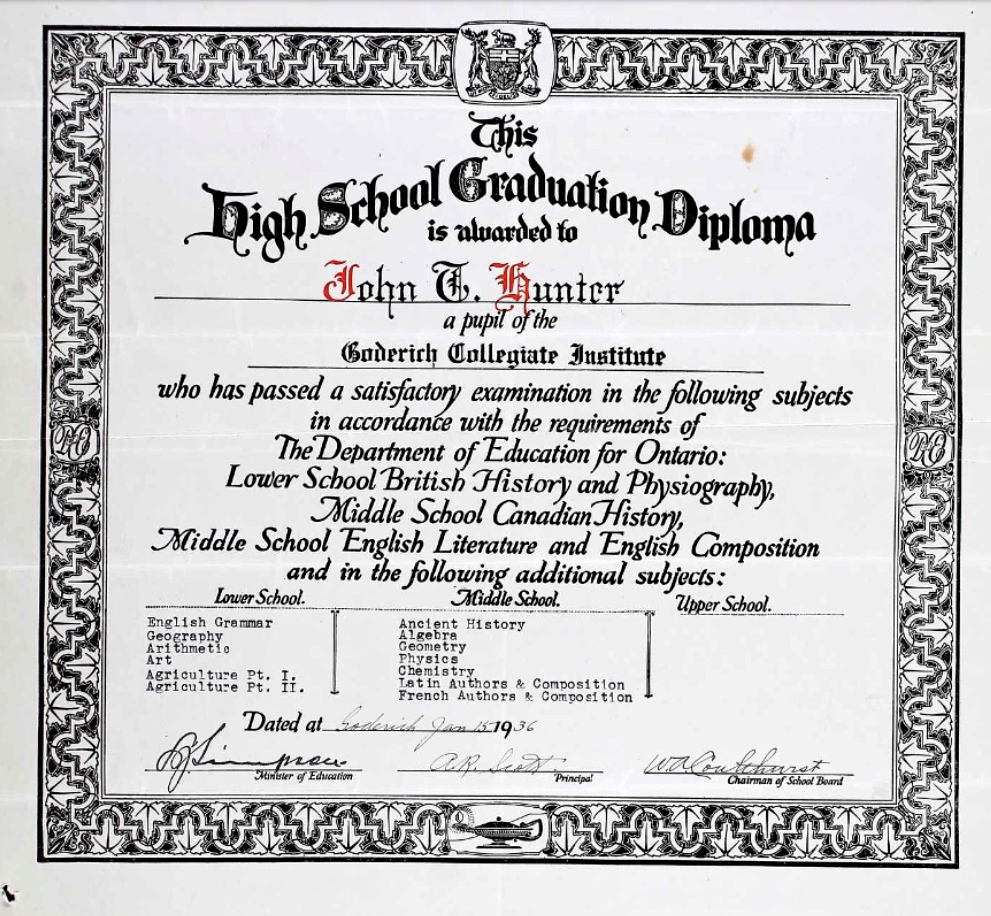 This
High School Graduation Diploma
is awarded to
John T. Hunter
a pupil of the
Goderich Collegiate Institute
who has passed a satisfactory examination in the following subjects
in accordance with the requirements of
The Department of Education for Ontario:
Lower School British History and Physiography,
Middle School Canadian History,
Middle School English Literature and English Composition
and in the following additional subjects:
Lower School. Middle School. Upper School.
English Grammar
Geography
Arithmetic
Art
Agriculture Pt. I.
Agriculture Pt. II.
Ancient History
Algebra
Geometry
Physics
Chemistry
Latin Authors & Composition
French Authors & Composition
Dated at Goderich Jan 15 1936
Simpson A.R. Scott
Minister of Education Principal Chairman of School Board